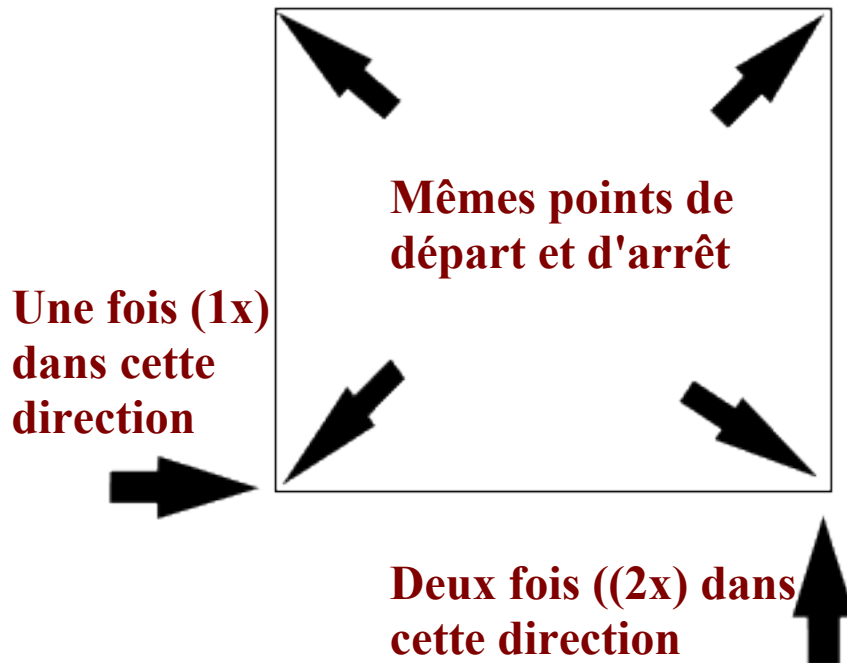 Mêmes points de
départ et d'arrêt
Une fois (1x)
dans cette
direction
Deux fois ((2x) dans
cette direction